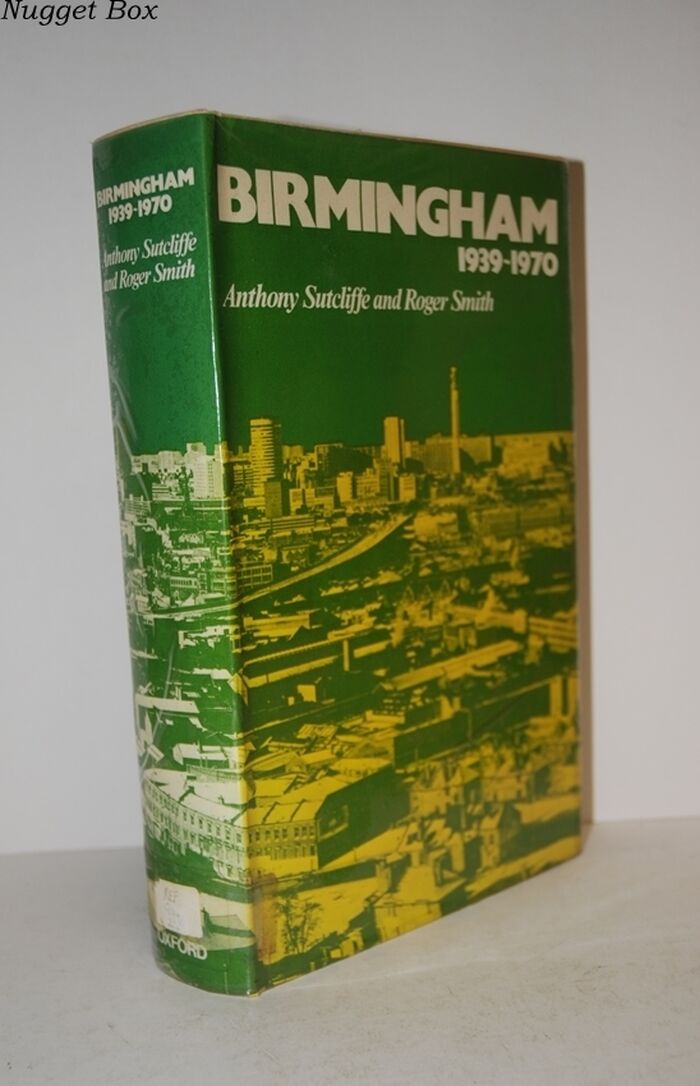 Nugget Box
BIRMINGHAM
1939-1970
Anthony Sutcliffe
and Roger Smith
OXFORD
BIRMINGHAM
1939-1970
Anthony Sutcliffe and Roger Smith